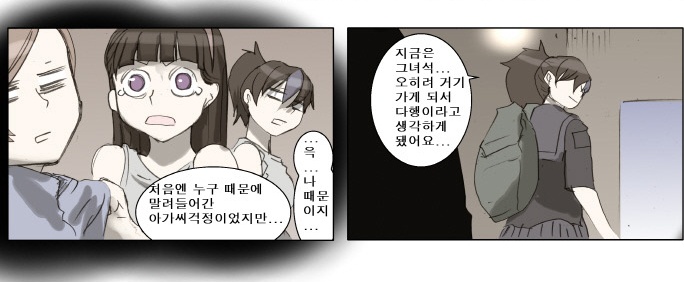 처음엔 누구 때문에
말려들어간
아가씨걱정이었지만...
...
윽
...
나
때문
이지
...
지금은
그녀석...
오히려 거기
가게 되서
다행이라고
생각하게
됐어요...